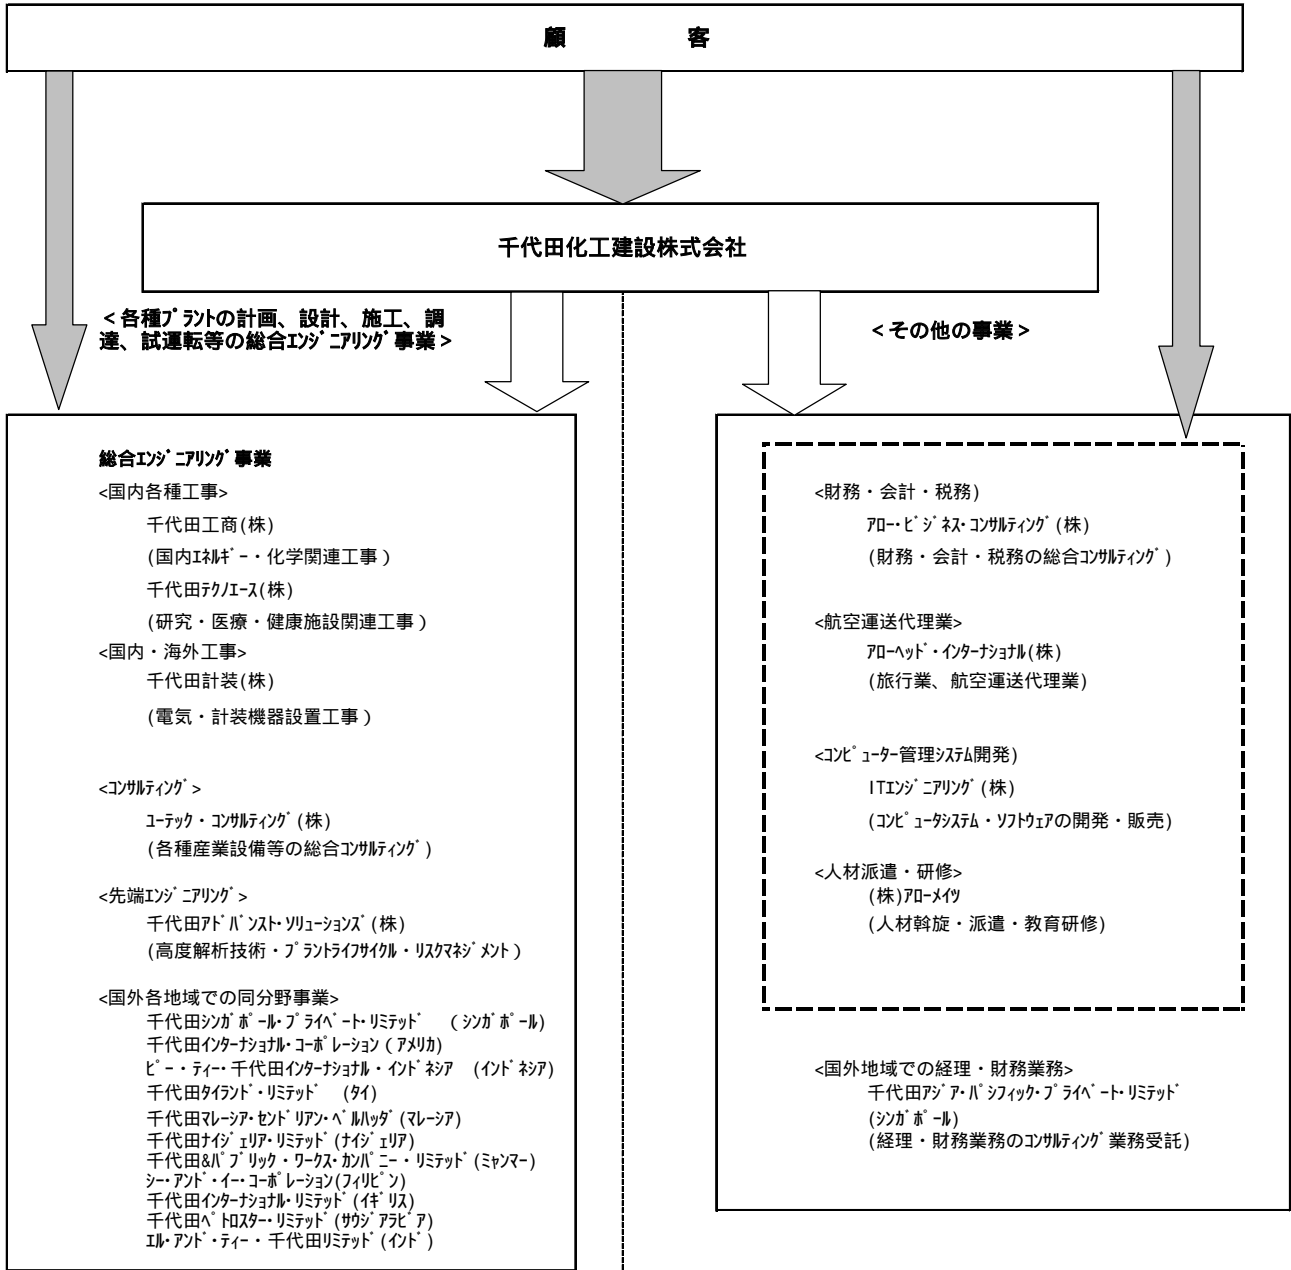 顧　　　　　客
千代田化工建設株式会社
＜各種ﾌﾟﾗﾝﾄの計画、設計、施工、調
達、試運転等の総合ｴﾝｼﾞﾆｱﾘﾝｸﾞ事業＞
＜その他の事業＞
総合ｴﾝｼﾞﾆｱﾘﾝｸﾞ事業
<国内各種工事>
千代田工商(株)
(国内ｴﾈﾙｷﾞｰ・化学関連工事）
千代田ﾃｸﾉｴｰｽ(株)
(研究・医療・健康施設関連工事）
<国内・海外工事>
千代田計装(株)
(電気・計装機器設置工事）
<ｺﾝｻﾙﾃｨﾝｸﾞ>
ﾕｰﾃｯｸ・ｺﾝｻﾙﾃｨﾝｸﾞ(株)
(各種産業設備等の総合ｺﾝｻﾙﾃｨﾝｸﾞ)
<先端ｴﾝｼﾞﾆｱﾘﾝｸﾞ>
千代田ｱﾄﾞﾊﾞﾝｽﾄ･ｿﾘｭｰｼｮﾝｽﾞ(株)
(高度解析技術・ﾌﾟﾗﾝﾄﾗｲﾌｻｲｸﾙ・ﾘｽｸﾏﾈｼﾞﾒﾝﾄ）
<国外各地域での同分野事業>
千代田ｼﾝｶﾞﾎﾟｰﾙ･ﾌﾟﾗｲﾍﾞｰﾄ･ﾘﾐﾃｯﾄﾞ　（ｼﾝｶﾞﾎﾟｰﾙ)
千代田ｲﾝﾀｰﾅｼｮﾅﾙ･ｺｰﾎﾟﾚｰｼｮﾝ（ｱﾒﾘｶ)
ﾋﾟｰ・ﾃｨｰ･千代田ｲﾝﾀｰﾅｼｮﾅﾙ・ｲﾝﾄﾞﾈｼｱ　(ｲﾝﾄﾞﾈｼｱ)
千代田ﾀｲﾗﾝﾄﾞ･ﾘﾐﾃｯﾄﾞ　(ﾀｲ)
千代田ﾏﾚｰｼｱ･ｾﾝﾄﾞﾘｱﾝ･ﾍﾞﾙﾊｯﾀﾞ(ﾏﾚｰｼｱ)
千代田ﾅｲｼﾞｪﾘｱ･ﾘﾐﾃｯﾄﾞ(ﾅｲｼﾞｪﾘｱ)
千代田&ﾊﾟﾌﾞﾘｯｸ・ﾜｰｸｽ･ｶﾝﾊﾟﾆｰ・ﾘﾐﾃｯﾄﾞ(ﾐｬﾝﾏｰ)
ｼｰ･ｱﾝﾄﾞ･ｲｰ･ｺｰﾎﾟﾚｰｼｮﾝ(ﾌｨﾘﾋﾟﾝ)
千代田ｲﾝﾀｰﾅｼｮﾅﾙ･ﾘﾐﾃｯﾄﾞ(ｲｷﾞﾘｽ)
千代田ﾍﾟﾄﾛｽﾀｰ･ﾘﾐﾃｯﾄﾞ(ｻｳｼﾞｱﾗﾋﾞｱ)
ｴﾙ･ｱﾝﾄﾞ･ﾃｨｰ・千代田ﾘﾐﾃｯﾄﾞ(ｲﾝﾄﾞ)
<財務・会計・税務)
ｱﾛｰ･ﾋﾞｼﾞﾈｽ･ｺﾝｻﾙﾃｨﾝｸﾞ(株)
(財務・会計・税務の総合ｺﾝｻﾙﾃｨﾝｸﾞ)
<航空運送代理業>
ｱﾛｰﾍｯﾄﾞ・ｲﾝﾀｰﾅｼｮﾅﾙ(株)
(旅行業、航空運送代理業)
<ｺﾝﾋﾟｭｰﾀｰ管理ｼｽﾃﾑ開発)
ITｴﾝｼﾞﾆｱﾘﾝｸﾞ(株)
(ｺﾝﾋﾟｭｰﾀｼｽﾃﾑ・ｿﾌﾄｳｪｱの開発・販売)
<人材派遣・研修>
(株)ｱﾛｰﾒｲﾂ
(人材斡旋・派遣・教育研修)
<国外地域での経理・財務業務>
千代田ｱｼﾞｱ･ﾊﾟｼﾌｨｯｸ･ﾌﾟﾗｲﾍﾞｰﾄ･ﾘﾐﾃｯﾄﾞ
(ｼﾝｶﾞﾎﾟｰﾙ)
(経理・財務業務のｺﾝｻﾙﾃｨﾝｸﾞ業務受託)